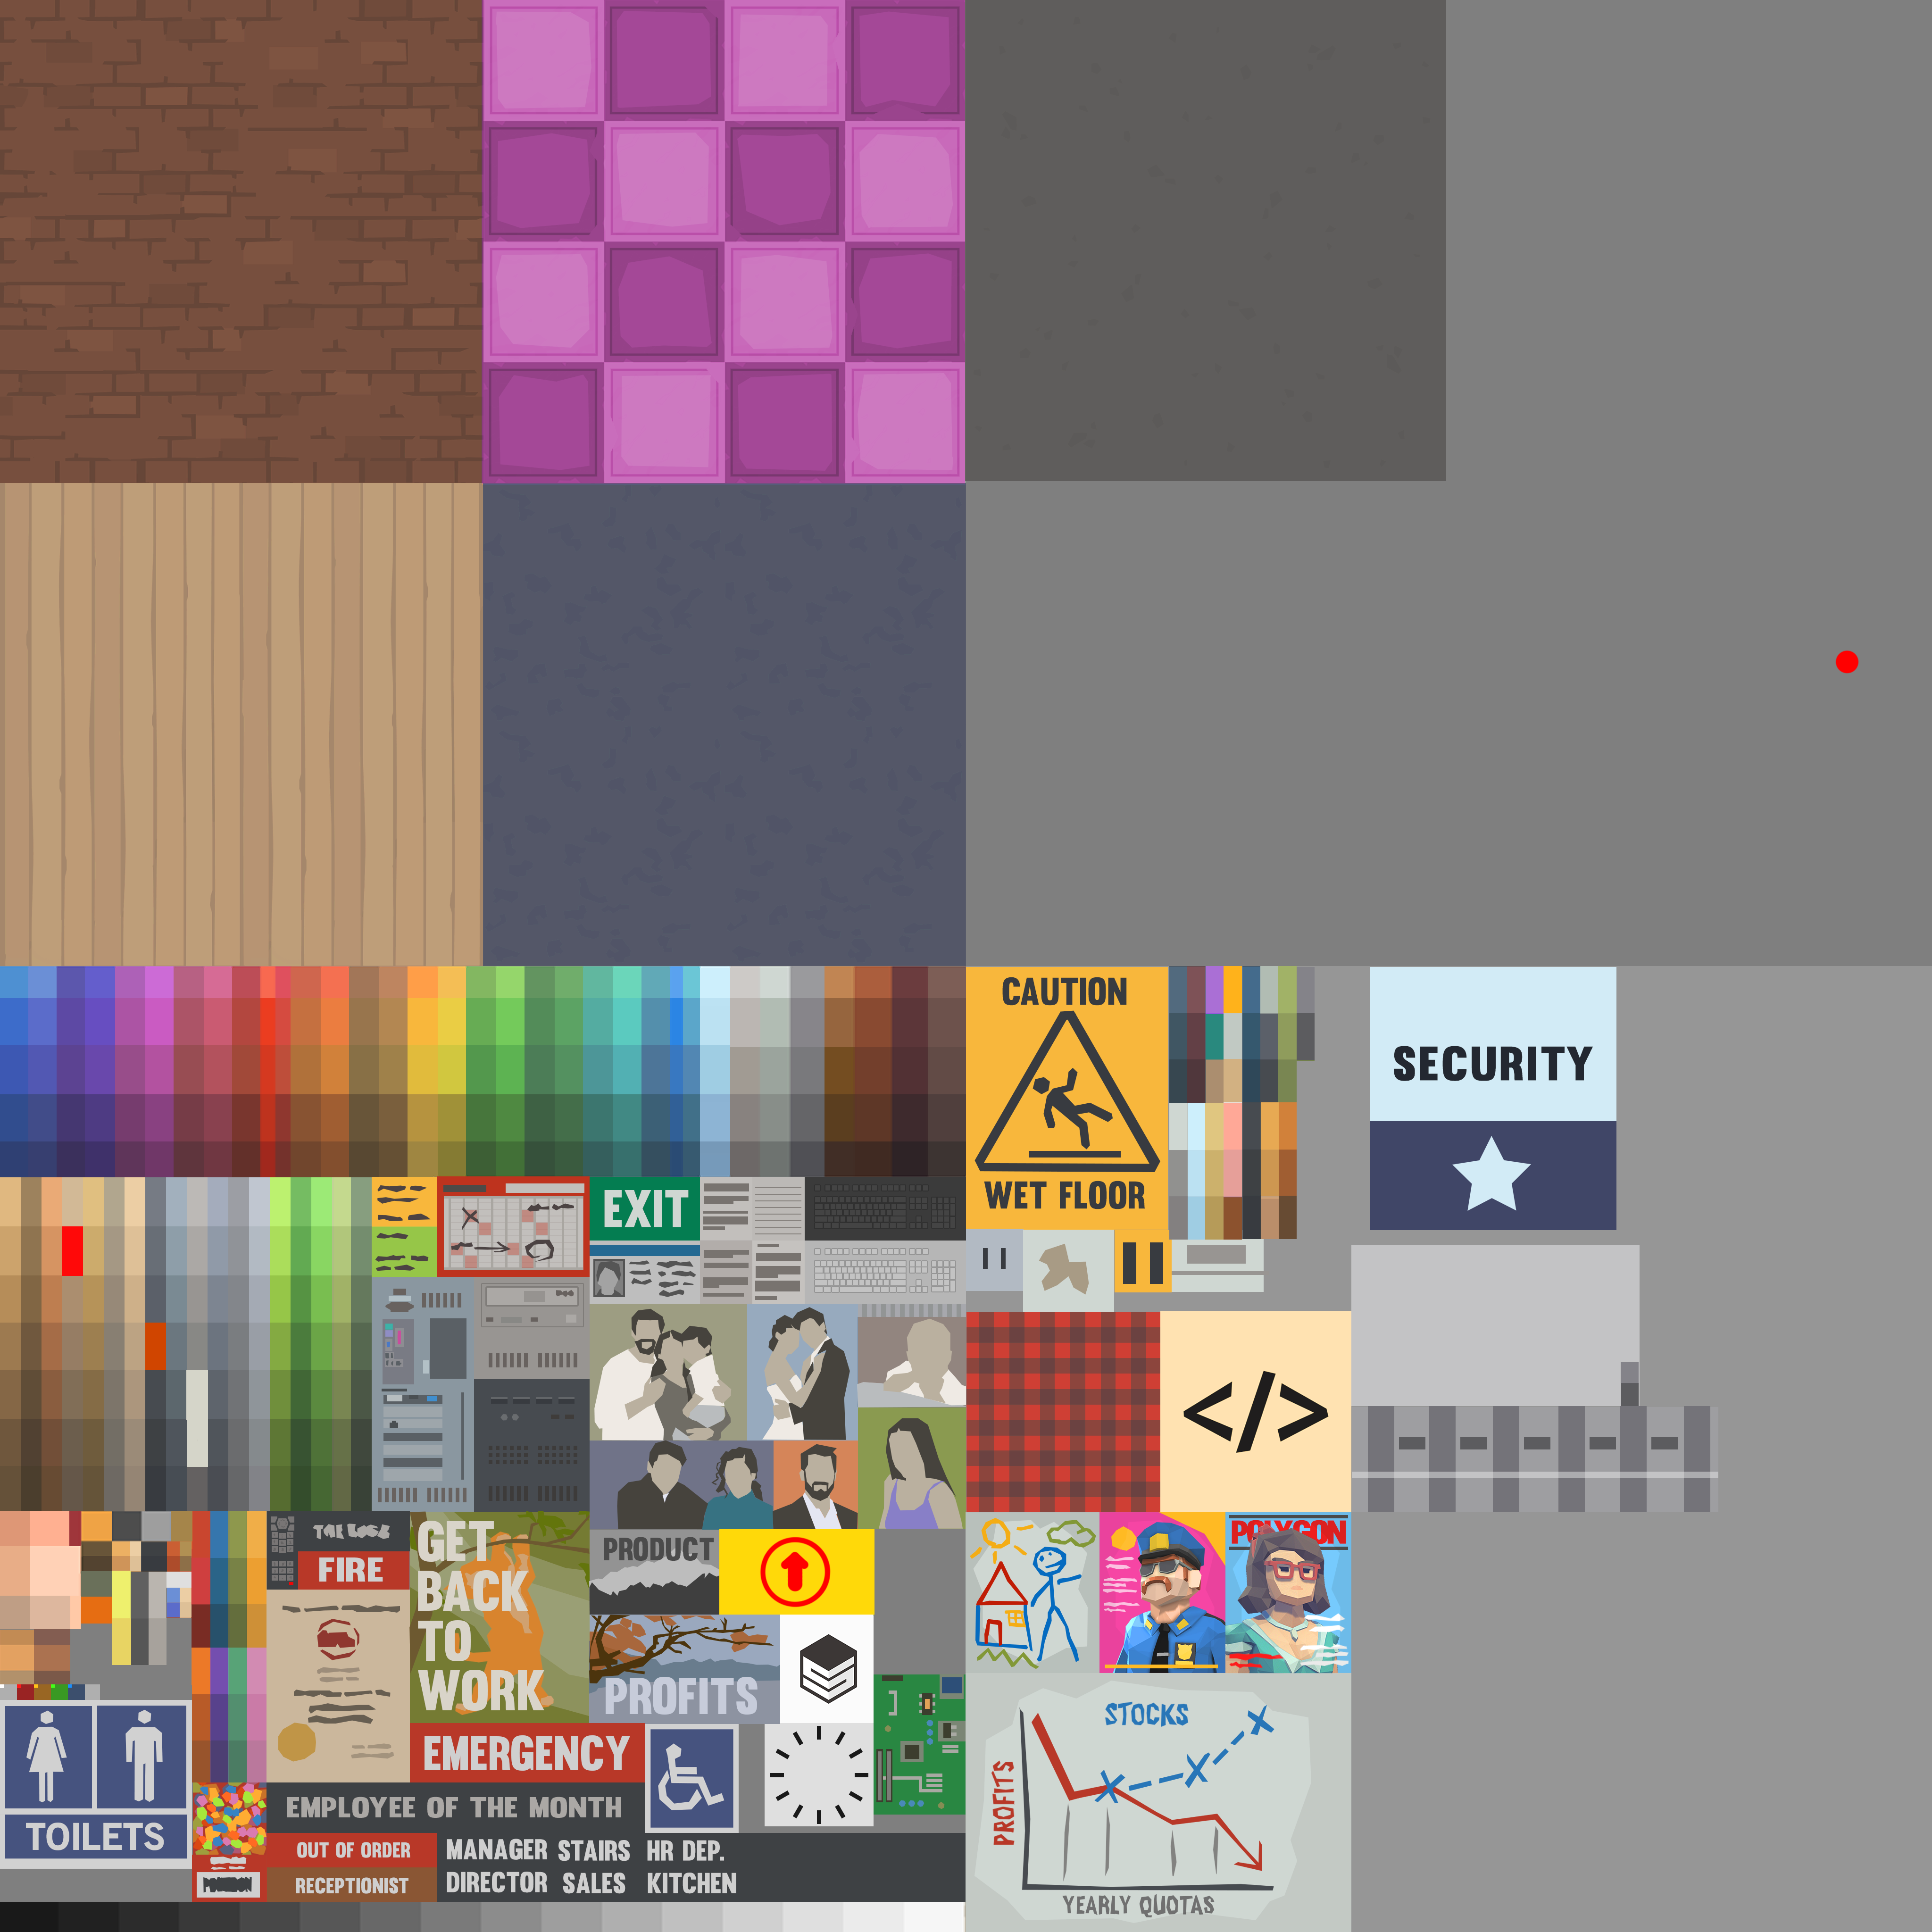 CAUTION
WET FLOOR
SECURITY
EXIT
</>
FIRE
GET
BACK
TO
WORK
PRODUCT
PROFITS
POLYGON
EMERGENCY
TOILETS
EMPLOYEE OF THE MONTH
OUT OF ORDER
RECEPTIONIST
MANAGER STAIRS HR DEP.
DIRECTOR SALES KITCHEN
STOCKS
PROFITS
YEARLY QUOTAS